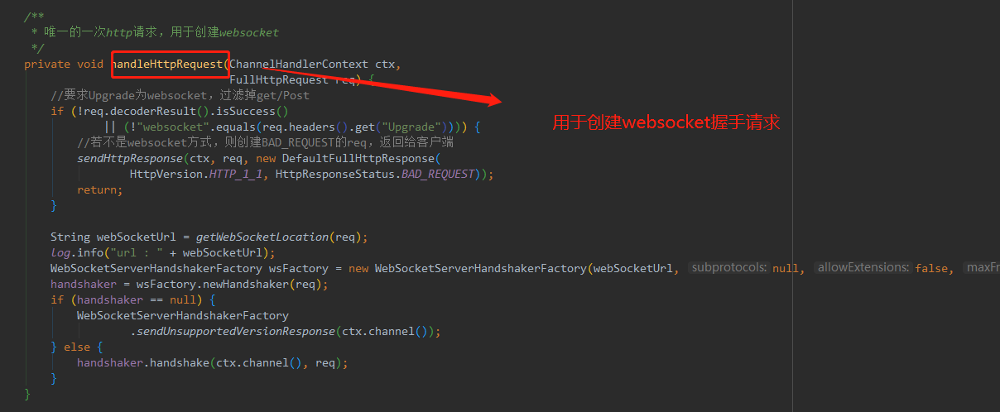 /**
* 唯一的一次http请求，用于创建websocket
*/
private void handleHttpRequest(ChannelHandlerContext ctx,
FullHttpRequest req) {
//要求Upgrade为websocket，过滤掉get/Post
if (!req.decoderResult().isSuccess()
|| (!"websocket".equals(req.headers().get("Upgrade")))) {
用于创建websocket握手请求
//若不是websocket方式，则创建BAD_REQUEST的req，返回给客户端
sendHttpResponse(ctx, req, new DefaultFullHttpResponse(
HttpVersion.HTTP_1_1, HttpResponseStatus.BAD_REQUEST));
return;
}
String webSocketUrl = getWebSocketLocation(req);
log.info("url : " + webSocketUrl);
WebSocketServerHandshakerFactory wsFactory = new WebSocketServerHandshakerFactory(webSocketUrl, subprotocols: null, allowExtensions: false, maxFr
handshaker = wsFactory.newHandshaker(req);
if (handshaker == null) {
WebSocketServerHandshakerFactory
.sendUnsupportedVersionResponse(ctx.channel());
} else {
handshaker.handshake(ctx.channel(), req);
}
}